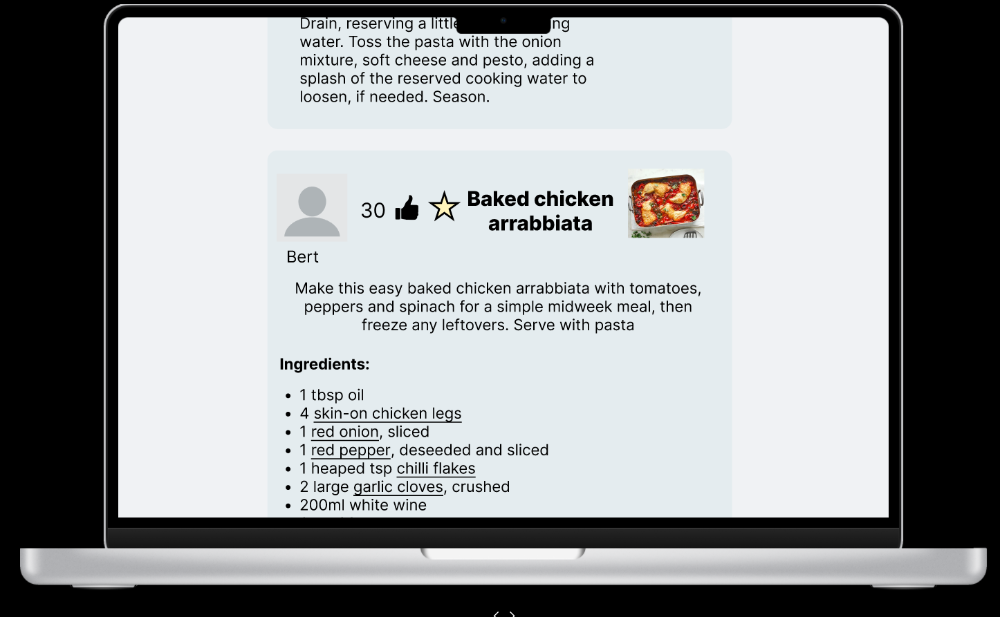 Drain, reserving a little ng
water. Toss the pasta with the onion
mixture, soft cheese and pesto, adding a
splash of the reserved cooking water to
loosen, if needed. Season.
30
Baked chicken
arrabbiata
Bert
Make this easy baked chicken arrabbiata with tomatoes,
peppers and spinach for a simple midweek meal, then
freeze any leftovers. Serve with pasta
Ingredients:
• 1 tbsp oil
• 4 skin-on chicken legs
• 1 red onion, sliced
• 1 red pepper, deseeded and sliced
• 1 heaped tsp chilli flakes
• 2 large garlic cloves, crushed
• 200ml white wine